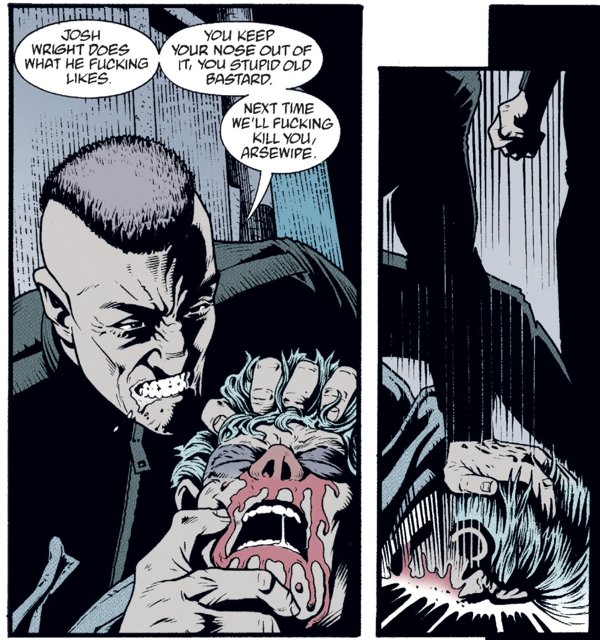 JOSH
WRIGHT DOES
WHAT HE FUCKING
LIKES.
YOU KEEP
YOUR NOSE OUT OF
IT, YOU STUPID OLD
BASTARD.
NEXT TIME
WE'LL FUCKING
KILL YOU,
ARSEWIPE.